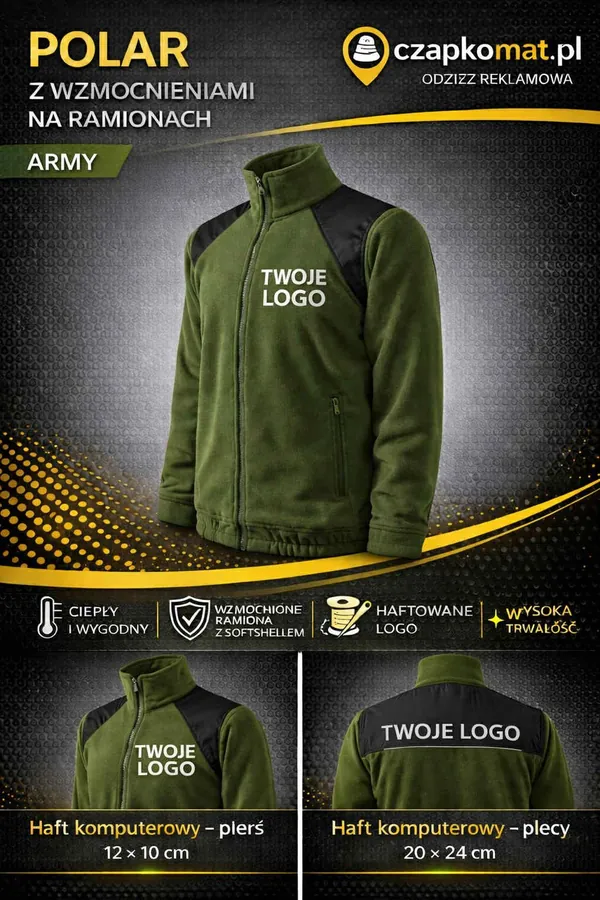 POLAR
Z WZMOCNIENIAMI
NA RAMIONACH
ARMY
czapkomat.pl
ODZIZZ REKLAMOWA
TWOJE
LOGO
CIEPŁY
I WYGODNY
WZMOCHIONE
RAMIONA
Z SOFTSHELLEM
HAFTOWANE
LOGO
WYSOKA
TRWAŁOŚĆ
TWOJE
LOGO
Haft komputerowy – pierś
12 × 10 cm
TWOJE LOGO
Haft komputerowy – plecy
20 × 24 cm